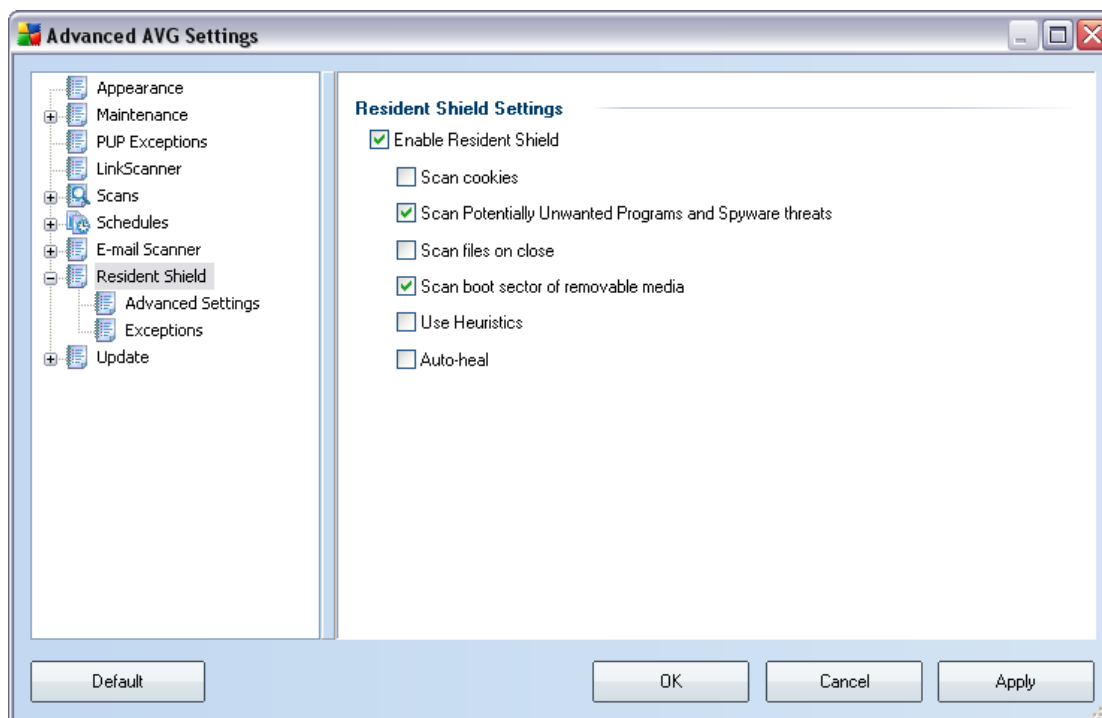 Advanced AVG Settings
Appearance
Maintenance
PUP Exceptions
LinkScanner
Scans
Schedules
E-mail Scanner
Resident Shield
Advanced Settings
Exceptions
Update
Resident Shield Settings
Enable Resident Shield
Scan cookies
Scan Potentially Unwanted Programs and Spyware threats
Scan files on close
Scan boot sector of removable media
Use Heuristics
Auto-heal
Default
OK
Cancel
Apply